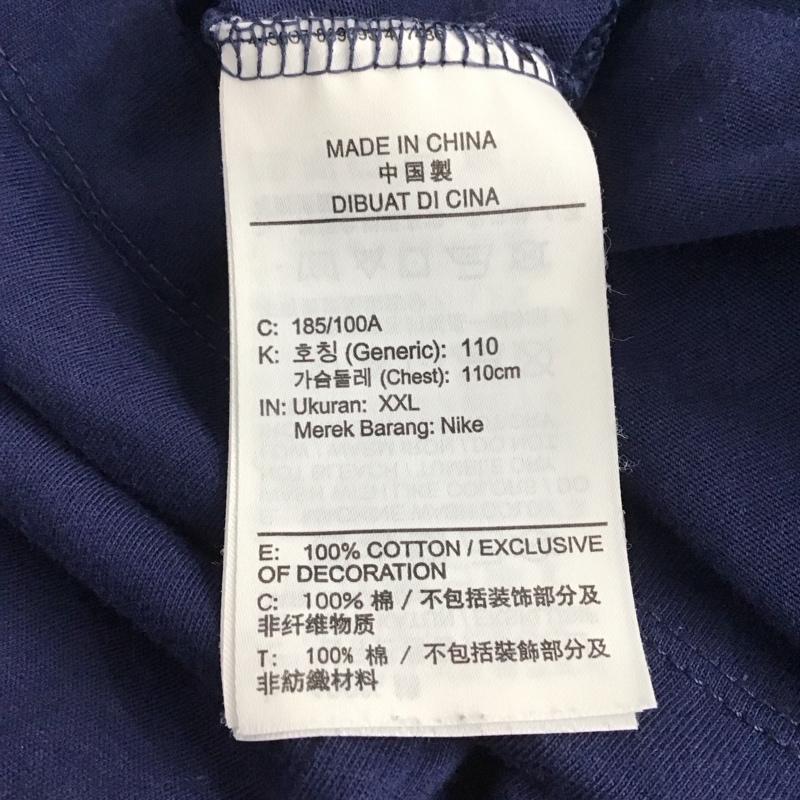 MADE IN CHINA
中国製
DIBUAT DI CINA
C: 185/100A
K: 호칭 (Generic): 110
가슴둘레 (Chest): 110cm
IN: Ukuran: XXL
Merek Barang: Nike
E: 100% COTTON / EXCLUSIVE
OF DECORATION
C: 100% 棉 / 不包括装饰部分及
非纤维物质
T: 100% 棉 / 不包括裝飾部分及
非紡織材料